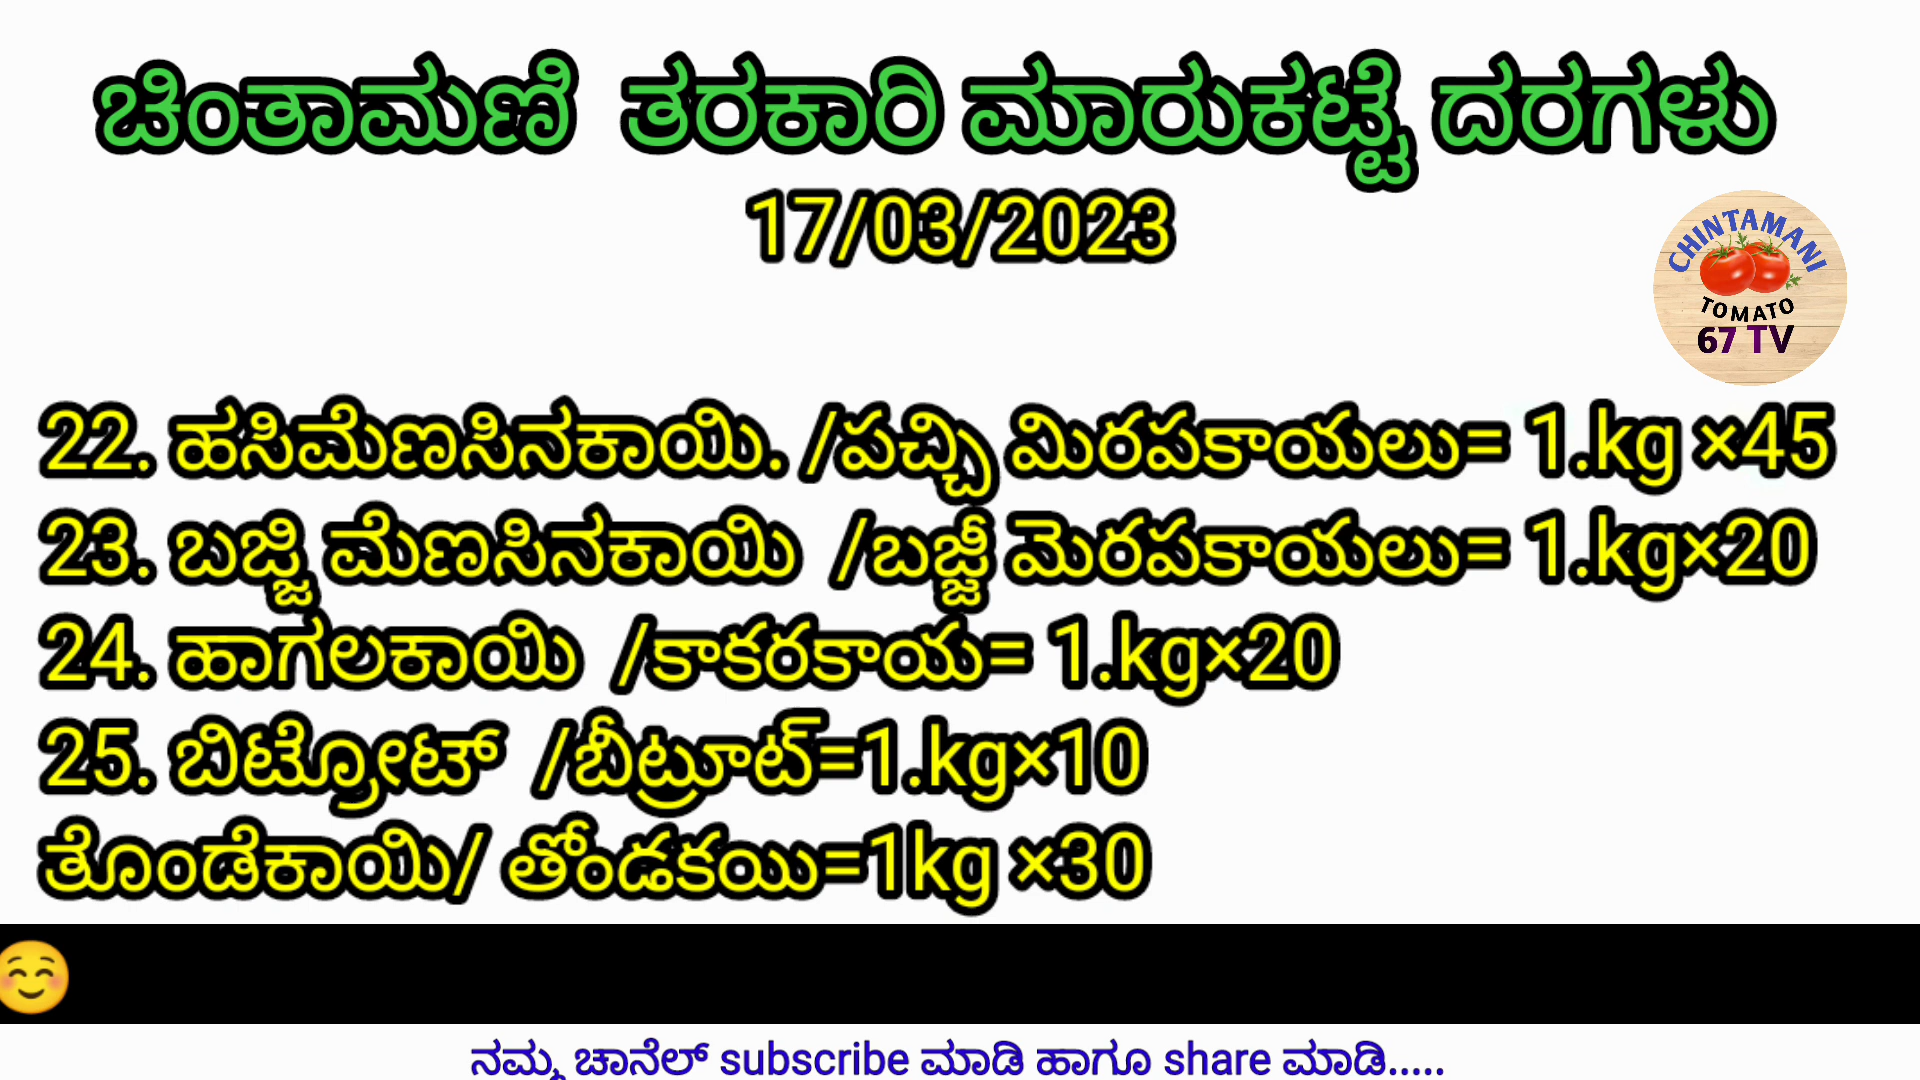 ಚಿಂತಾಮಣಿ ತರಕಾರಿ ಮಾರುಕಟ್ಟೆ ದರಗಳು
17/03/2023
CHINTAMANI
TOMATO
67 TV
22. ಹಸಿಮೆಣಸಿನಕಾಯಿ. /పచ్చి మిరపకాయలు= 1.kg ×45
23. ಬಜ್ಜಿ ಮೆಣಸಿನಕಾಯಿ /బజ్జీ మెరపకాయలు= 1.kg×20
24. ಹಾಗಲಕಾಯಿ /కాకరకాయ= 1.kg×20
25. ಬಿಟ್ರೋಟ್ /బీట్రూట్=1.kg×10
ತೊಂಡೆಕಾಯಿ/ తోండకయి=1kg ×30
ನಮ್ಮ ಚಾನೆಲ್ subscribe ಮಾಡಿ ಹಾಗೂ share ಮಾಡಿ.....